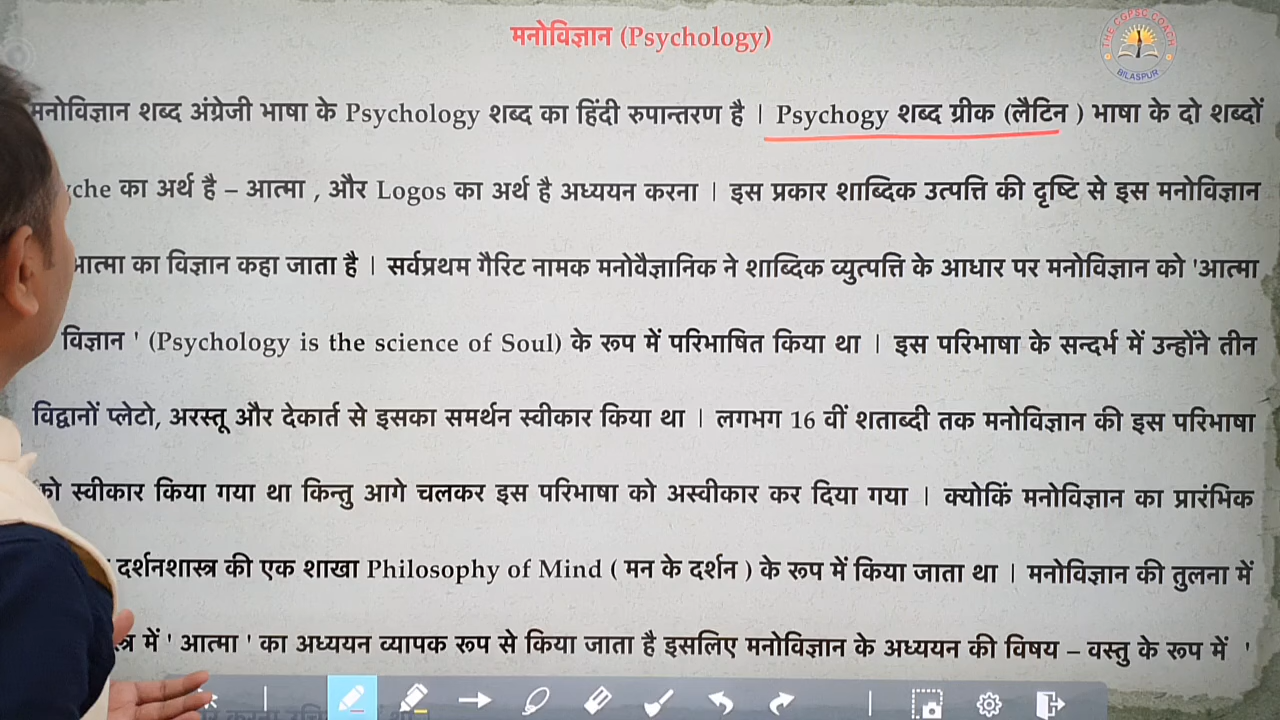 मनोविज्ञान (Psychology)
THE CGPSC COACH
BILASPUR
मनोविज्ञान शब्द अंग्रेजी भाषा के Psychology शब्द का हिंदी रुपान्तरण है | Psychogy शब्द ग्रीक (लैटिन ) भाषा के दो शब्दों
का अर्थ है – आत्मा , और Logos का अर्थ है अध्ययन करना | इस प्रकार शाब्दिक उत्पत्ति की दृष्टि से इस मनोविज्ञान
आत्मा का विज्ञान कहा जाता है | सर्वप्रथम गैरिट नामक मनोवैज्ञानिक ने शाब्दिक व्युत्पत्ति के आधार पर मनोविज्ञान को 'आत्मा
विज्ञान ' (Psychology is the science of Soul) के रूप में परिभाषित किया था | इस परिभाषा के सन्दर्भ में उन्होंने तीन
विद्वानों प्लेटो, अरस्तू और देकार्त से इसका समर्थन स्वीकार किया था | लगभग 16 वीं शताब्दी तक मनोविज्ञान की इस परिभाषा
को स्वीकार किया गया था किन्तु आगे चलकर इस परिभाषा को अस्वीकार कर दिया गया | क्योकिं मनोविज्ञान का प्रारंभिक
दर्शनशास्त्र की एक शाखा Philosophy of Mind ( मन के दर्शन ) के रूप में किया जाता था | मनोविज्ञान की तुलना में
में ' आत्मा ' का अध्ययन व्यापक रूप से किया जाता है इसलिए मनोविज्ञान के अध्ययन की विषय – वस्तु के रूप में '